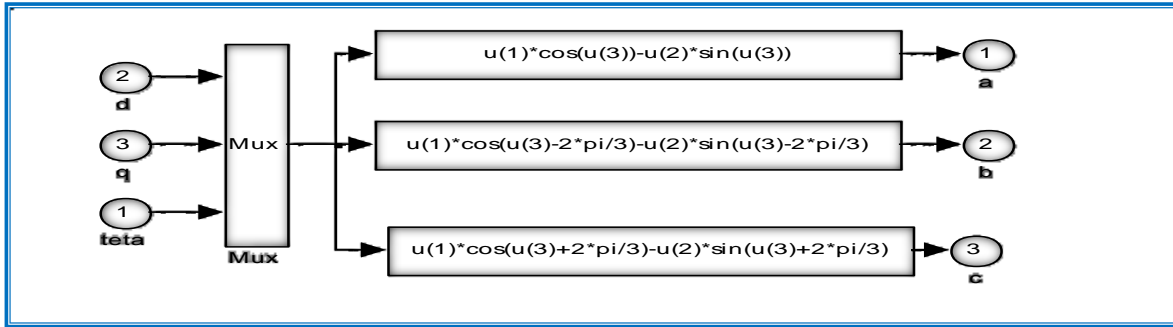 2
d
3
q
1
teta
Mux
Mux
u(1)*cos(u(3))-u(2)*sin(u(3))
1
a
u(1)*cos(u(3)-2*pi/3)-u(2)*sin(u(3)-2*pi/3)
2
b
u(1)*cos(u(3)+2*pi/3)-u(2)*sin(u(3)+2*pi/3)
3
c